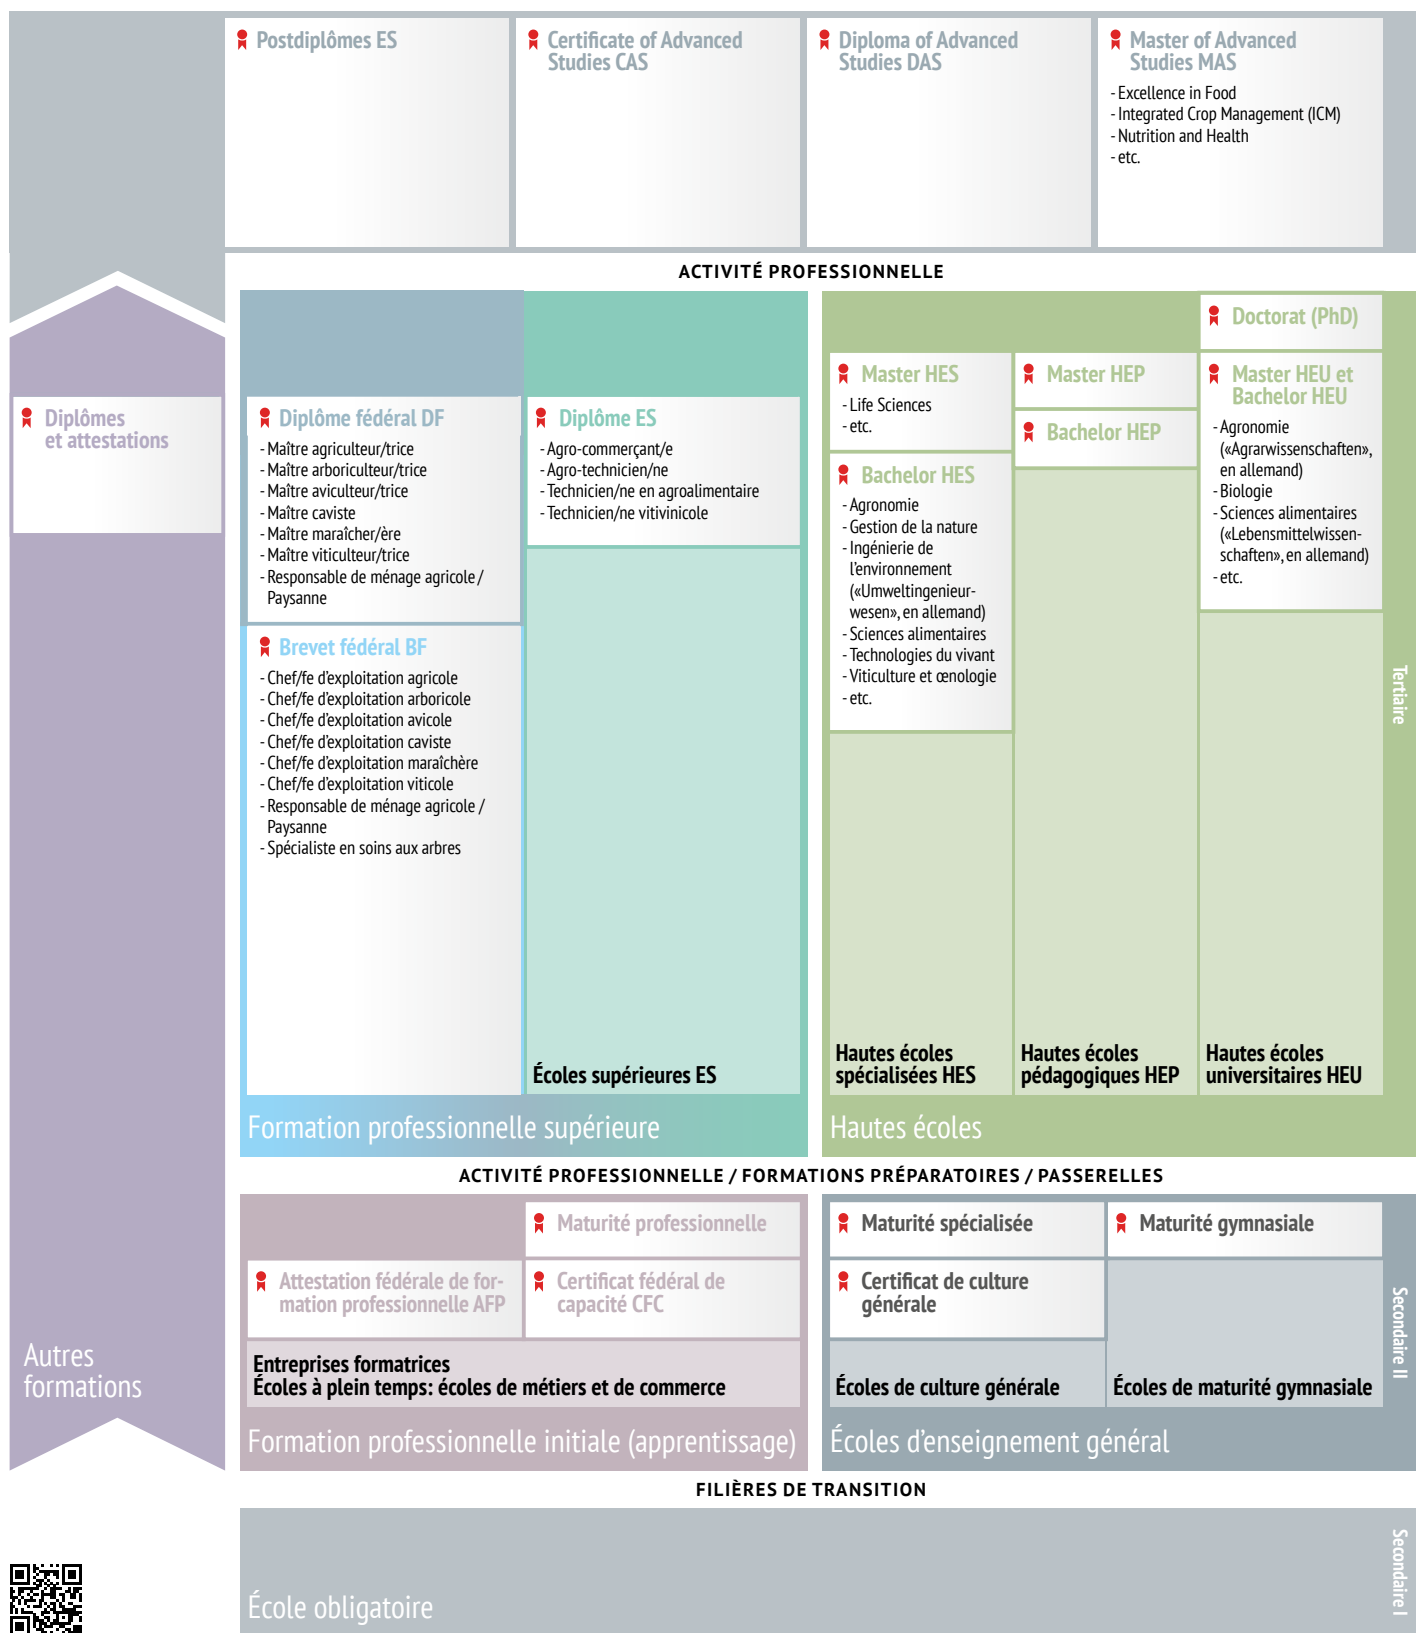 Postdiplômes ES
Certificate of Advanced
Studies CAS
Diploma of Advanced
Studies DAS
Master of Advanced
Studies MAS
- Excellence in Food
- Integrated Crop Management (ICM)
- Nutrition and Health
- etc.
ACTIVITÉ PROFESSIONNELLE
Diplômes
et attestations
Autres
formations
Diplôme fédéral DF
- Maître agriculteur/trice
- Maître arboriculteur/trice
- Maître aviculteur/trice
- Maître caviste
- Maître maraîcher/ère
- Maître viticulteur/trice
- Responsable de ménage agricole /
Paysanne
Brevet fédéral BF
- Chef/fe d'exploitation agricole
- Chef/fe d'exploitation arboricole
- Chef/fe d'exploitation avicole
- Chef/fe d'exploitation caviste
- Chef/fe d'exploitation maraîchère
- Chef/fe d'exploitation viticole
- Responsable de ménage agricole /
Paysanne
- Spécialiste en soins aux arbres
Diplôme ES
- Agro-commerçant/e
- Agro-technicien/ne
- Technicien/ne en agroalimentaire
- Technicien/ne vitivinicole
Écoles supérieures ES
Formation professionnelle supérieure
Master HES
- Life Sciences
- etc.
Bachelor HES
- Agronomie
- Gestion de la nature
- Ingénierie de
l'environnement
(«Umweltingenieur-
wesen», en allemand)
- Sciences alimentaires
- Technologies du vivant
- Viticulture et œnologie
- etc.
Hautes écoles
spécialisées HES
Master HEP
Bachelor HEP
Hautes écoles
pédagogiques HEP
Doctorat (PhD)
Master HEU et
Bachelor HEU
- Agronomie
(«Agrarwissenschaften»,
en allemand)
- Biologie
- Sciences alimentaires
(«Lebensmittelwissen-
schaften», en allemand)
- etc.
Hautes écoles
universitaires HEU
Hautes écoles
Tertiaire
ACTIVITÉ PROFESSIONNELLE / FORMATIONS PRÉPARATOIRES / PASSERELLES
Maturité professionnelle
Attestation fédérale de for-
mation professionnelle AFP
Certificat fédéral de
capacité CFC
Entreprises formatrices
Écoles à plein temps: écoles de métiers et de commerce
Formation professionnelle initiale (apprentissage)
Maturité spécialisée
Certificat de culture
générale
Écoles de culture générale
Maturité gymnasiale
Écoles de maturité gymnasiale
Écoles d'enseignement général
Secondaire II
FILIÈRES DE TRANSITION
École obligatoire
Secondaire I